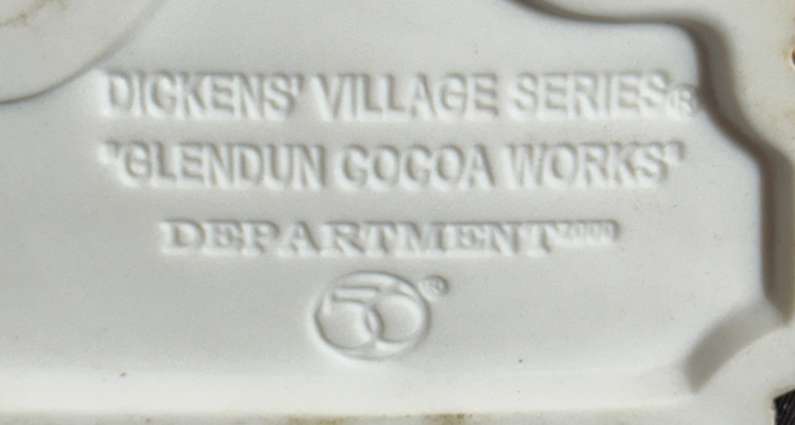 DICKENS' VILLAGE SERIES®
"GLENDUN COCOA WORKS"
DEPARTMENT 2000
56®